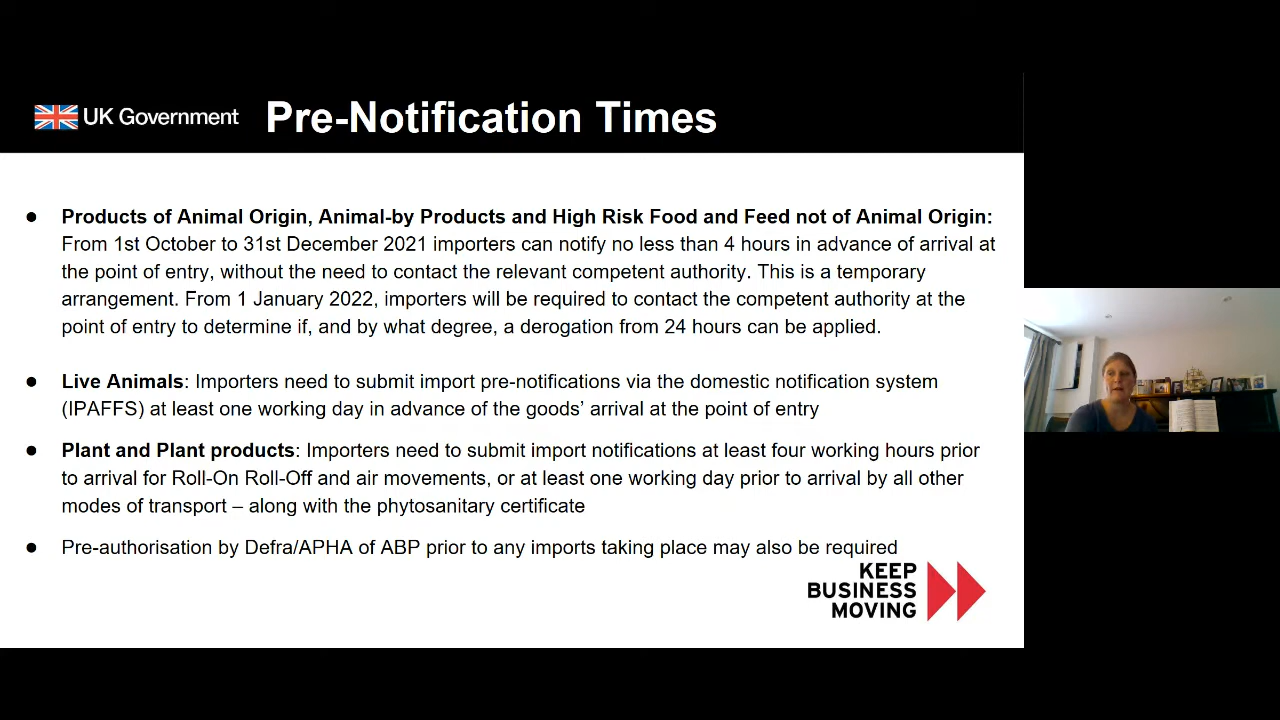 UK Government
Pre-Notification Times
● Products of Animal Origin, Animal-by Products and High Risk Food and Feed not of Animal Origin:
From 1st October to 31st December 2021 importers can notify no less than 4 hours in advance of arrival at
the point of entry, without the need to contact the relevant competent authority. This is a temporary
arrangement. From 1 January 2022, importers will be required to contact the competent authority at the
point of entry to determine if, and by what degree, a derogation from 24 hours can be applied.
● Live Animals: Importers need to submit import pre-notifications via the domestic notification system
(IPAFFS) at least one working day in advance of the goods’ arrival at the point of entry
● Plant and Plant products: Importers need to submit import notifications at least four working hours prior
to arrival for Roll-On Roll-Off and air movements, or at least one working day prior to arrival by all other
modes of transport – along with the phytosanitary certificate
● Pre-authorisation by Defra/APHA of ABP prior to any imports taking place may also be required
KEEP
BUSINESS
MOVING